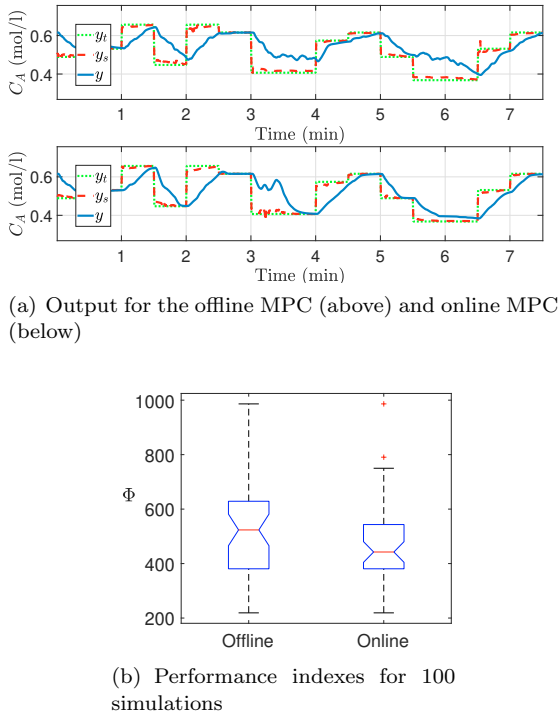 C_A (mol/l)
0.6
0.4
y_t
y_s
y
1 2 3 4 5 6 7
Time (min)
C_A (mol/l)
0.6
0.4
y_t
y_s
y
1 2 3 4 5 6 7
Time (min)
(a) Output for the offline MPC (above) and online MPC
(below)
1000
800
Φ
600
400
200
Offline Online
(b) Performance indexes for 100
simulations